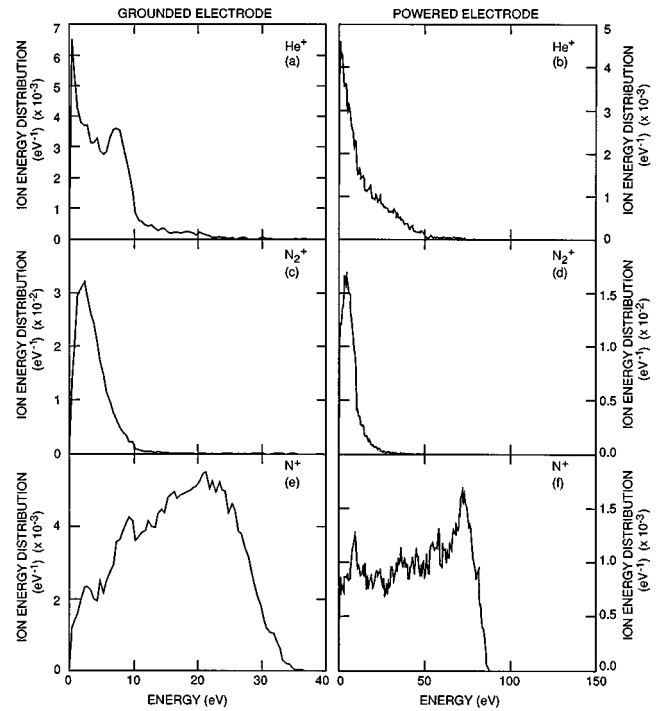 GROUNDED ELECTRODE
POWERED ELECTRODE
ION ENERGY DISTRIBUTION
(eV⁻¹) (x 10⁻³)
7
6
5
4
3
2
1
0
He⁺
(a)
He⁺
(b)
5
4
3
2
1
0
ION ENERGY DISTRIBUTION
(eV⁻¹) (x 10⁻³)
ION ENERGY DISTRIBUTION
(eV⁻¹) (x 10⁻²)
3
2
1
0
N₂⁺
(c)
N₂⁺
(d)
1.5
1.0
0.5
0.0
ION ENERGY DISTRIBUTION
(eV⁻¹) (x 10⁻²)
ION ENERGY DISTRIBUTION
(eV⁻¹) (x 10⁻³)
4
2
0
N⁺
(e)
N⁺
(f)
1.5
1.0
0.5
0.0
ION ENERGY DISTRIBUTION
(eV⁻¹) (x 10⁻³)
0 10 20 30 40
0 50 100 150
ENERGY (eV)
ENERGY (eV)